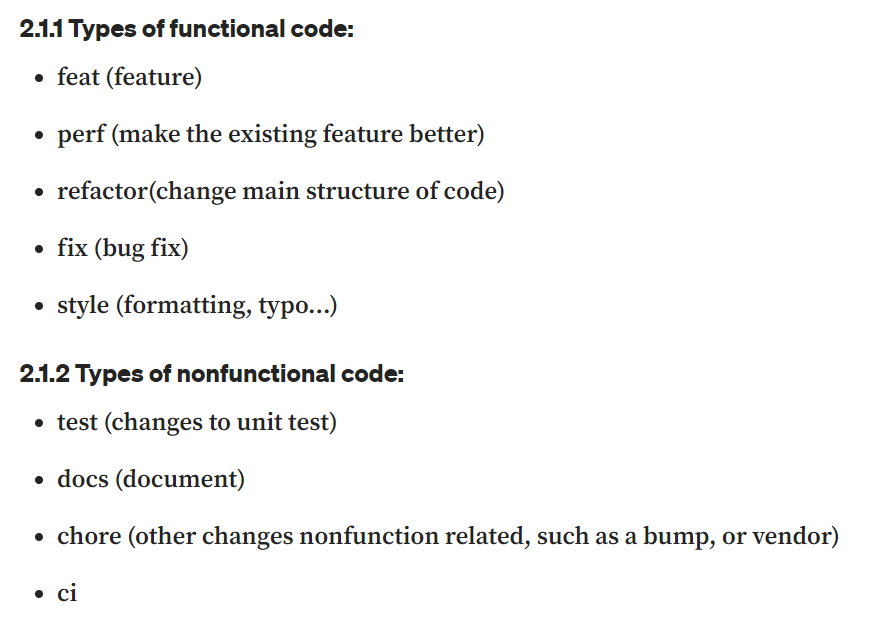 2.1.1 Types of functional code:
• feat (feature)
• perf (make the existing feature better)
• refactor(change main structure of code)
• fix (bug fix)
• style (formatting, typo…)
2.1.2 Types of nonfunctional code:
• test (changes to unit test)
• docs (document)
• chore (other changes nonfunction related, such as a bump, or vendor)
• ci